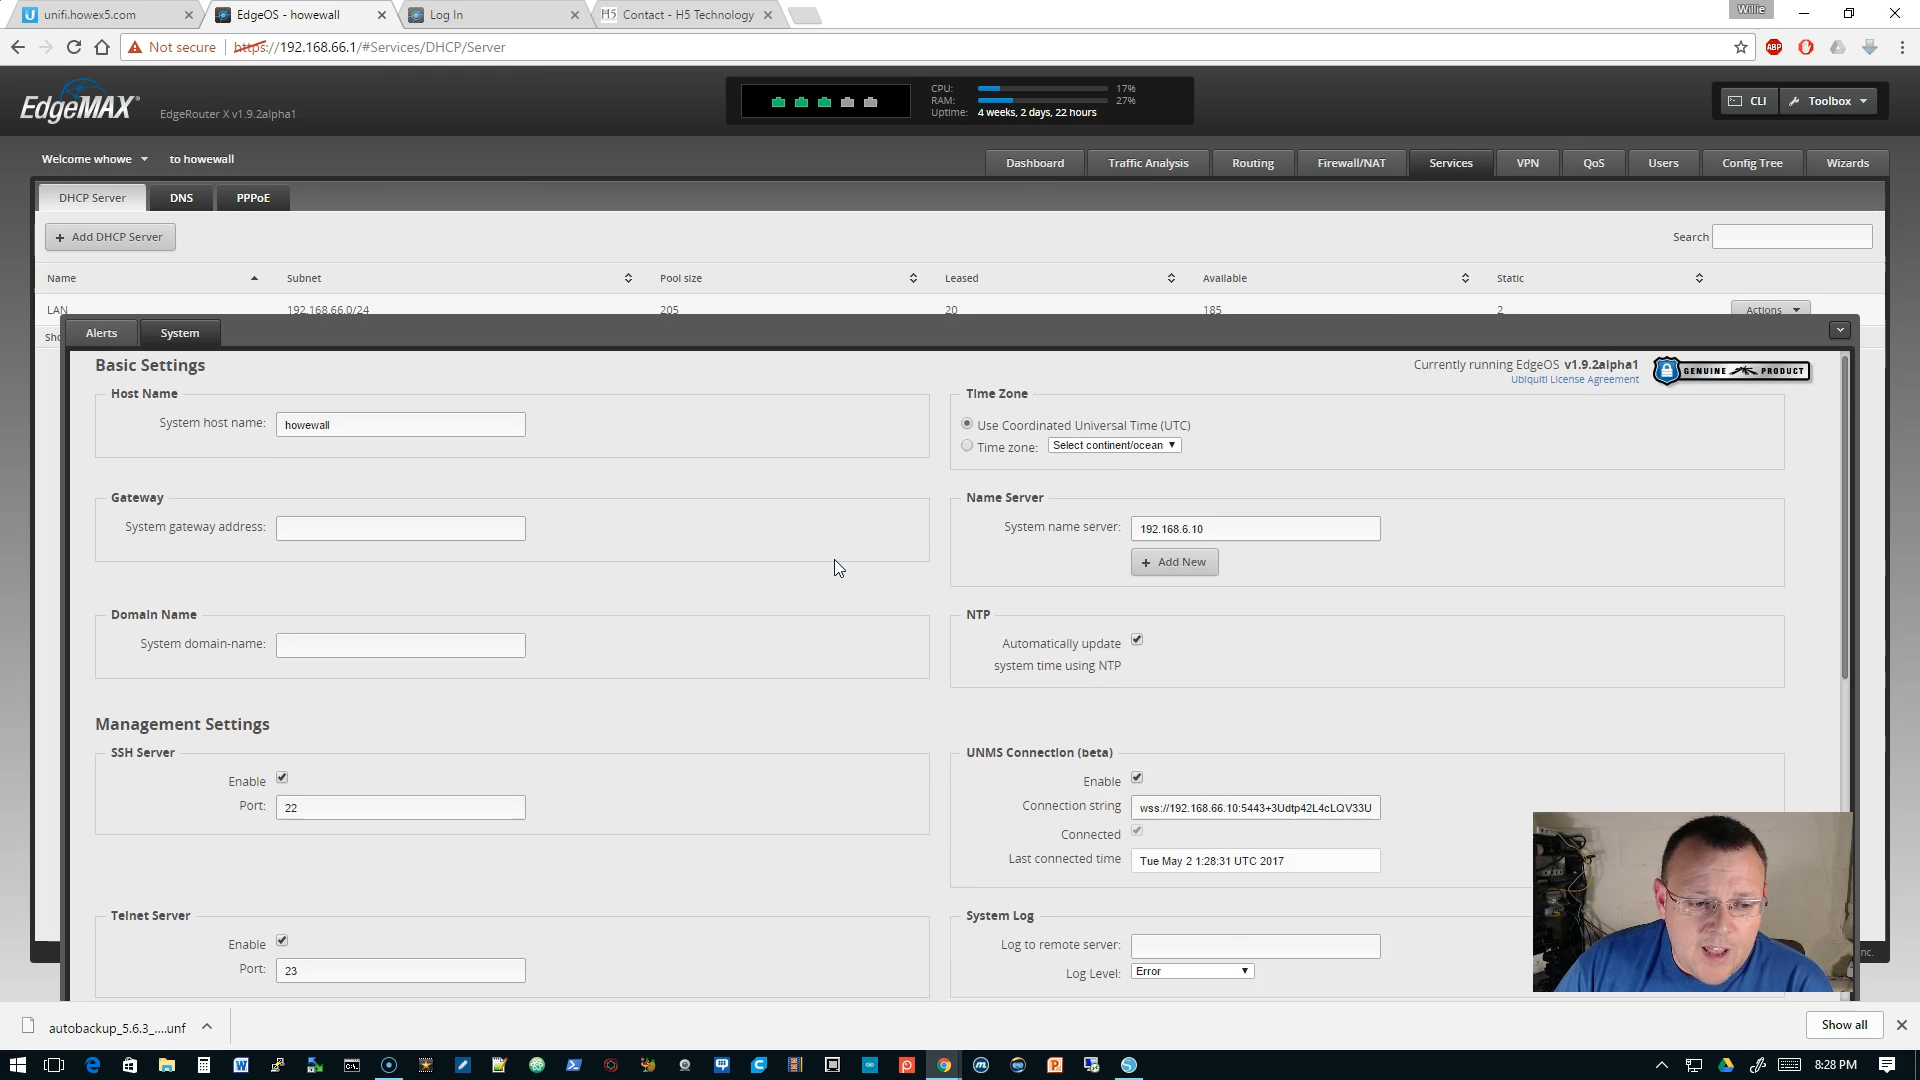 unifi.howex5.com
EdgeOS - howewall
Log In
H5 Contact - H5 Technology
Willie
Not secure | https://192.168.66.1/#Services/DHCP/Server
ABP
EdgeMAX
EdgeRouter X v1.9.2alpha1
CPU: 17%
RAM: 27%
Uptime: 4 weeks, 2 days, 22 hours
CLI
Toolbox
Welcome whowe to howewall
Dashboard Traffic Analysis Routing Firewall/NAT Services VPN QoS Users Config Tree Wizards
DHCP Server DNS PPPoE
+ Add DHCP Server
Search
Name Subnet Pool size Leased Available Static
LAN 192.168.66.0/24 205 20 185 2 Actions
Sho
Alerts System
Basic Settings
Currently running EdgeOS v1.9.2alpha1
Ubiquiti License Agreement
GENUINE PRODUCT
Host Name
System host name: howewall
Time Zone
Use Coordinated Universal Time (UTC)
Time zone: Select continent/ocean
Gateway
System gateway address:
Name Server
System name server: 192.168.6.10
+ Add New
Domain Name
System domain-name:
NTP
Automatically update
system time using NTP
Management Settings
SSH Server
Enable
Port: 22
UNMS Connection (beta)
Enable
Connection string wss://192.168.66.10:5443+3Udtp42L4cLQV33U
Connected
Last connected time Tue May 2 1:28:31 UTC 2017
Telnet Server
Enable
Port: 23
System Log
Log to remote server:
Log Level: Error
nc.
autobackup_5.6.3_....unf
Show all
8:28 PM